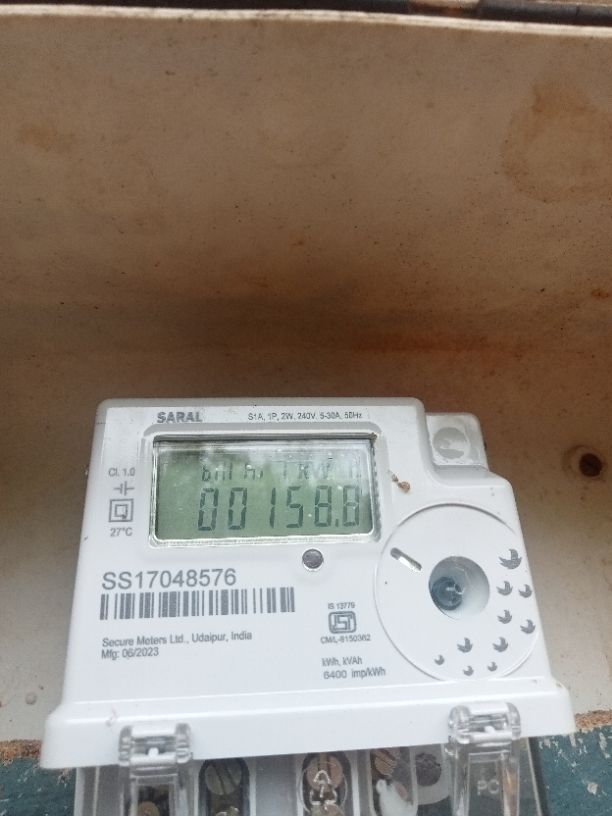 SARAL
S1A, 1P, 2W, 240V, 5-30A, 50Hz
Cl. 1.0
27°C
00158.8
SS17048576
IS 13779
ISI
CM/L-8150362
Secure Meters Ltd., Udaipur, India
Mfg: 06/2023
kWh, kVAh
6400 imp/kWh